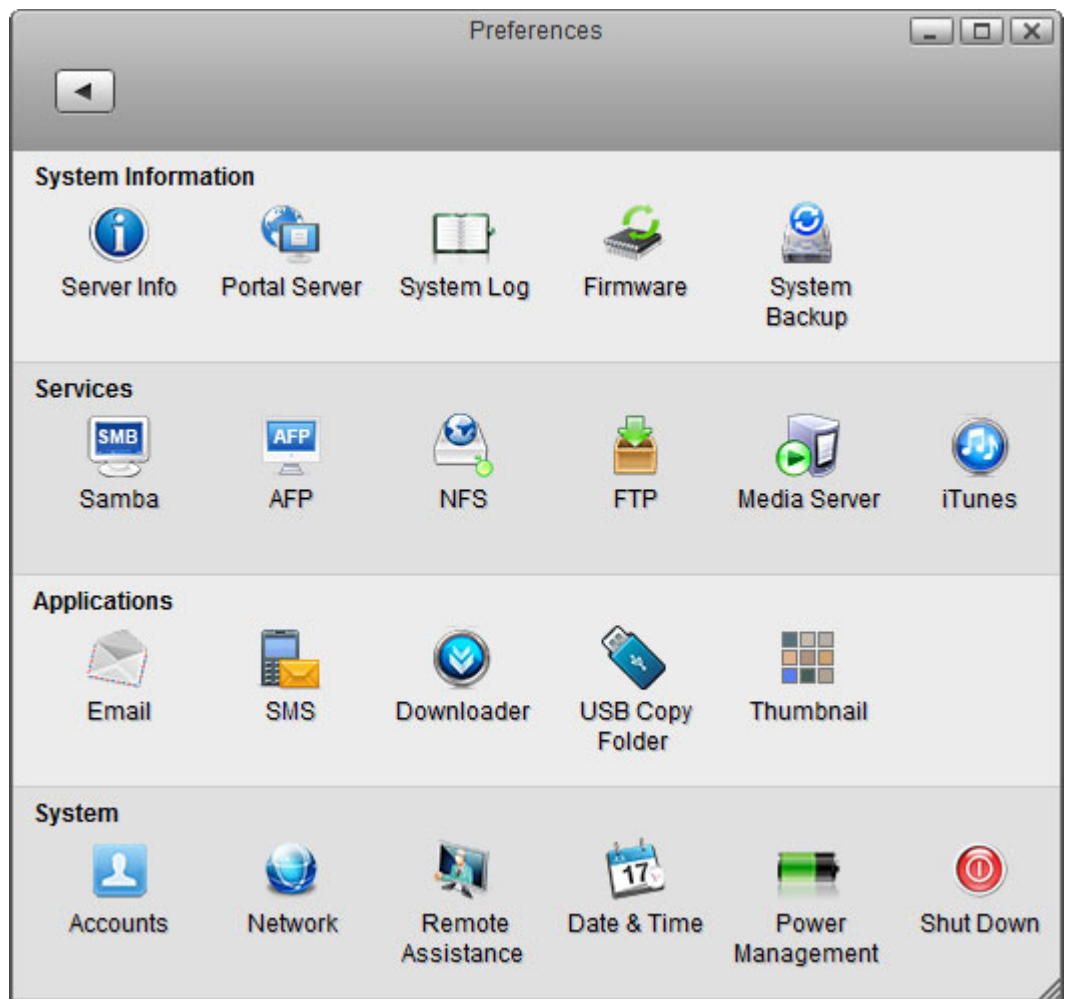 Preferences
System Information
Server Info
Portal Server
System Log
Firmware
System
Backup
Services
SMB
AFP
Samba
AFP
NFS
FTP
Media Server
iTunes
Applications
Email
SMS
Downloader
USB Copy
Folder
Thumbnail
System
17
Accounts
Network
Remote
Assistance
Date & Time
Power
Management
Shut Down